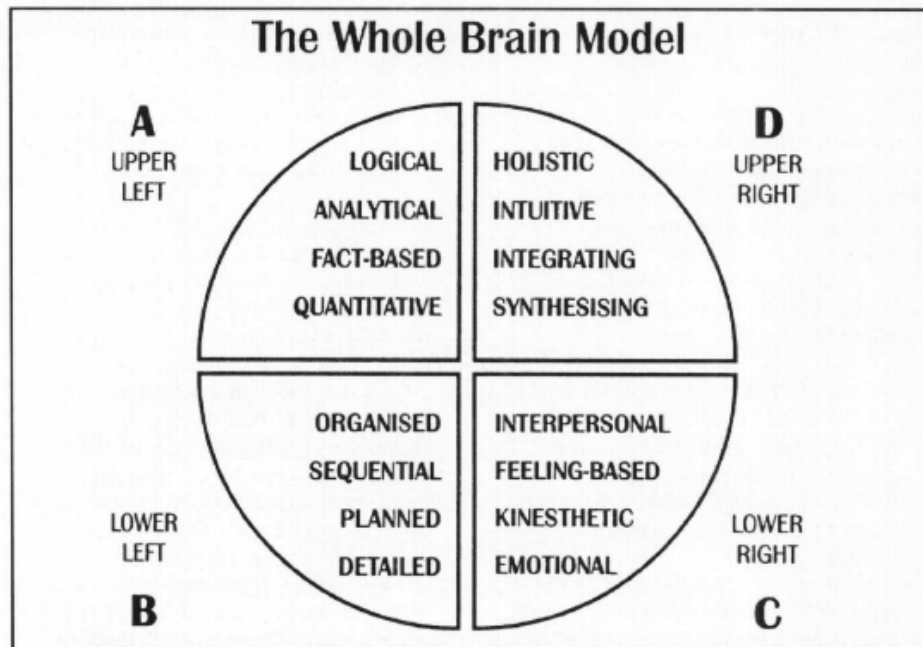 The Whole Brain Model
A
UPPER
LEFT
LOGICAL
ANALYTICAL
FACT-BASED
QUANTITATIVE
HOLISTIC
INTUITIVE
INTEGRATING
SYNTHESISING
D
UPPER
RIGHT
ORGANISED
SEQUENTIAL
PLANNED
DETAILED
LOWER
LEFT
B
INTERPERSONAL
FEELING-BASED
KINESTHETIC
EMOTIONAL
LOWER
RIGHT
C